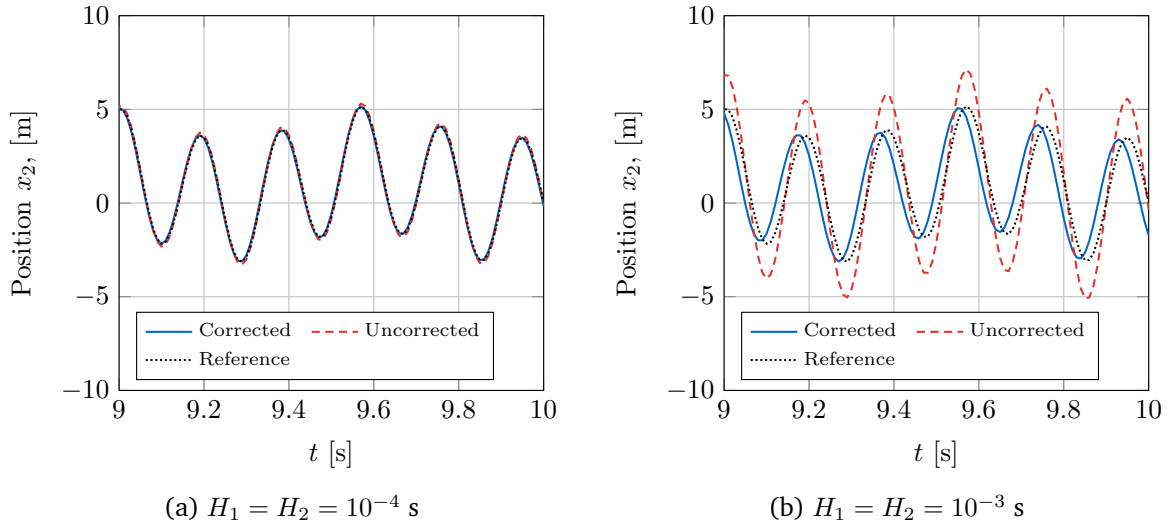 10
5
0
−5
−10
Position x₂, [m]
Corrected
Uncorrected
Reference
9
9.2
9.4
9.6
9.8
10
t [s]
(a) H₁ = H₂ = 10⁻⁴ s
10
5
0
−5
−10
Position x₂, [m]
Corrected
Uncorrected
Reference
9
9.2
9.4
9.6
9.8
10
t [s]
(b) H₁ = H₂ = 10⁻³ s